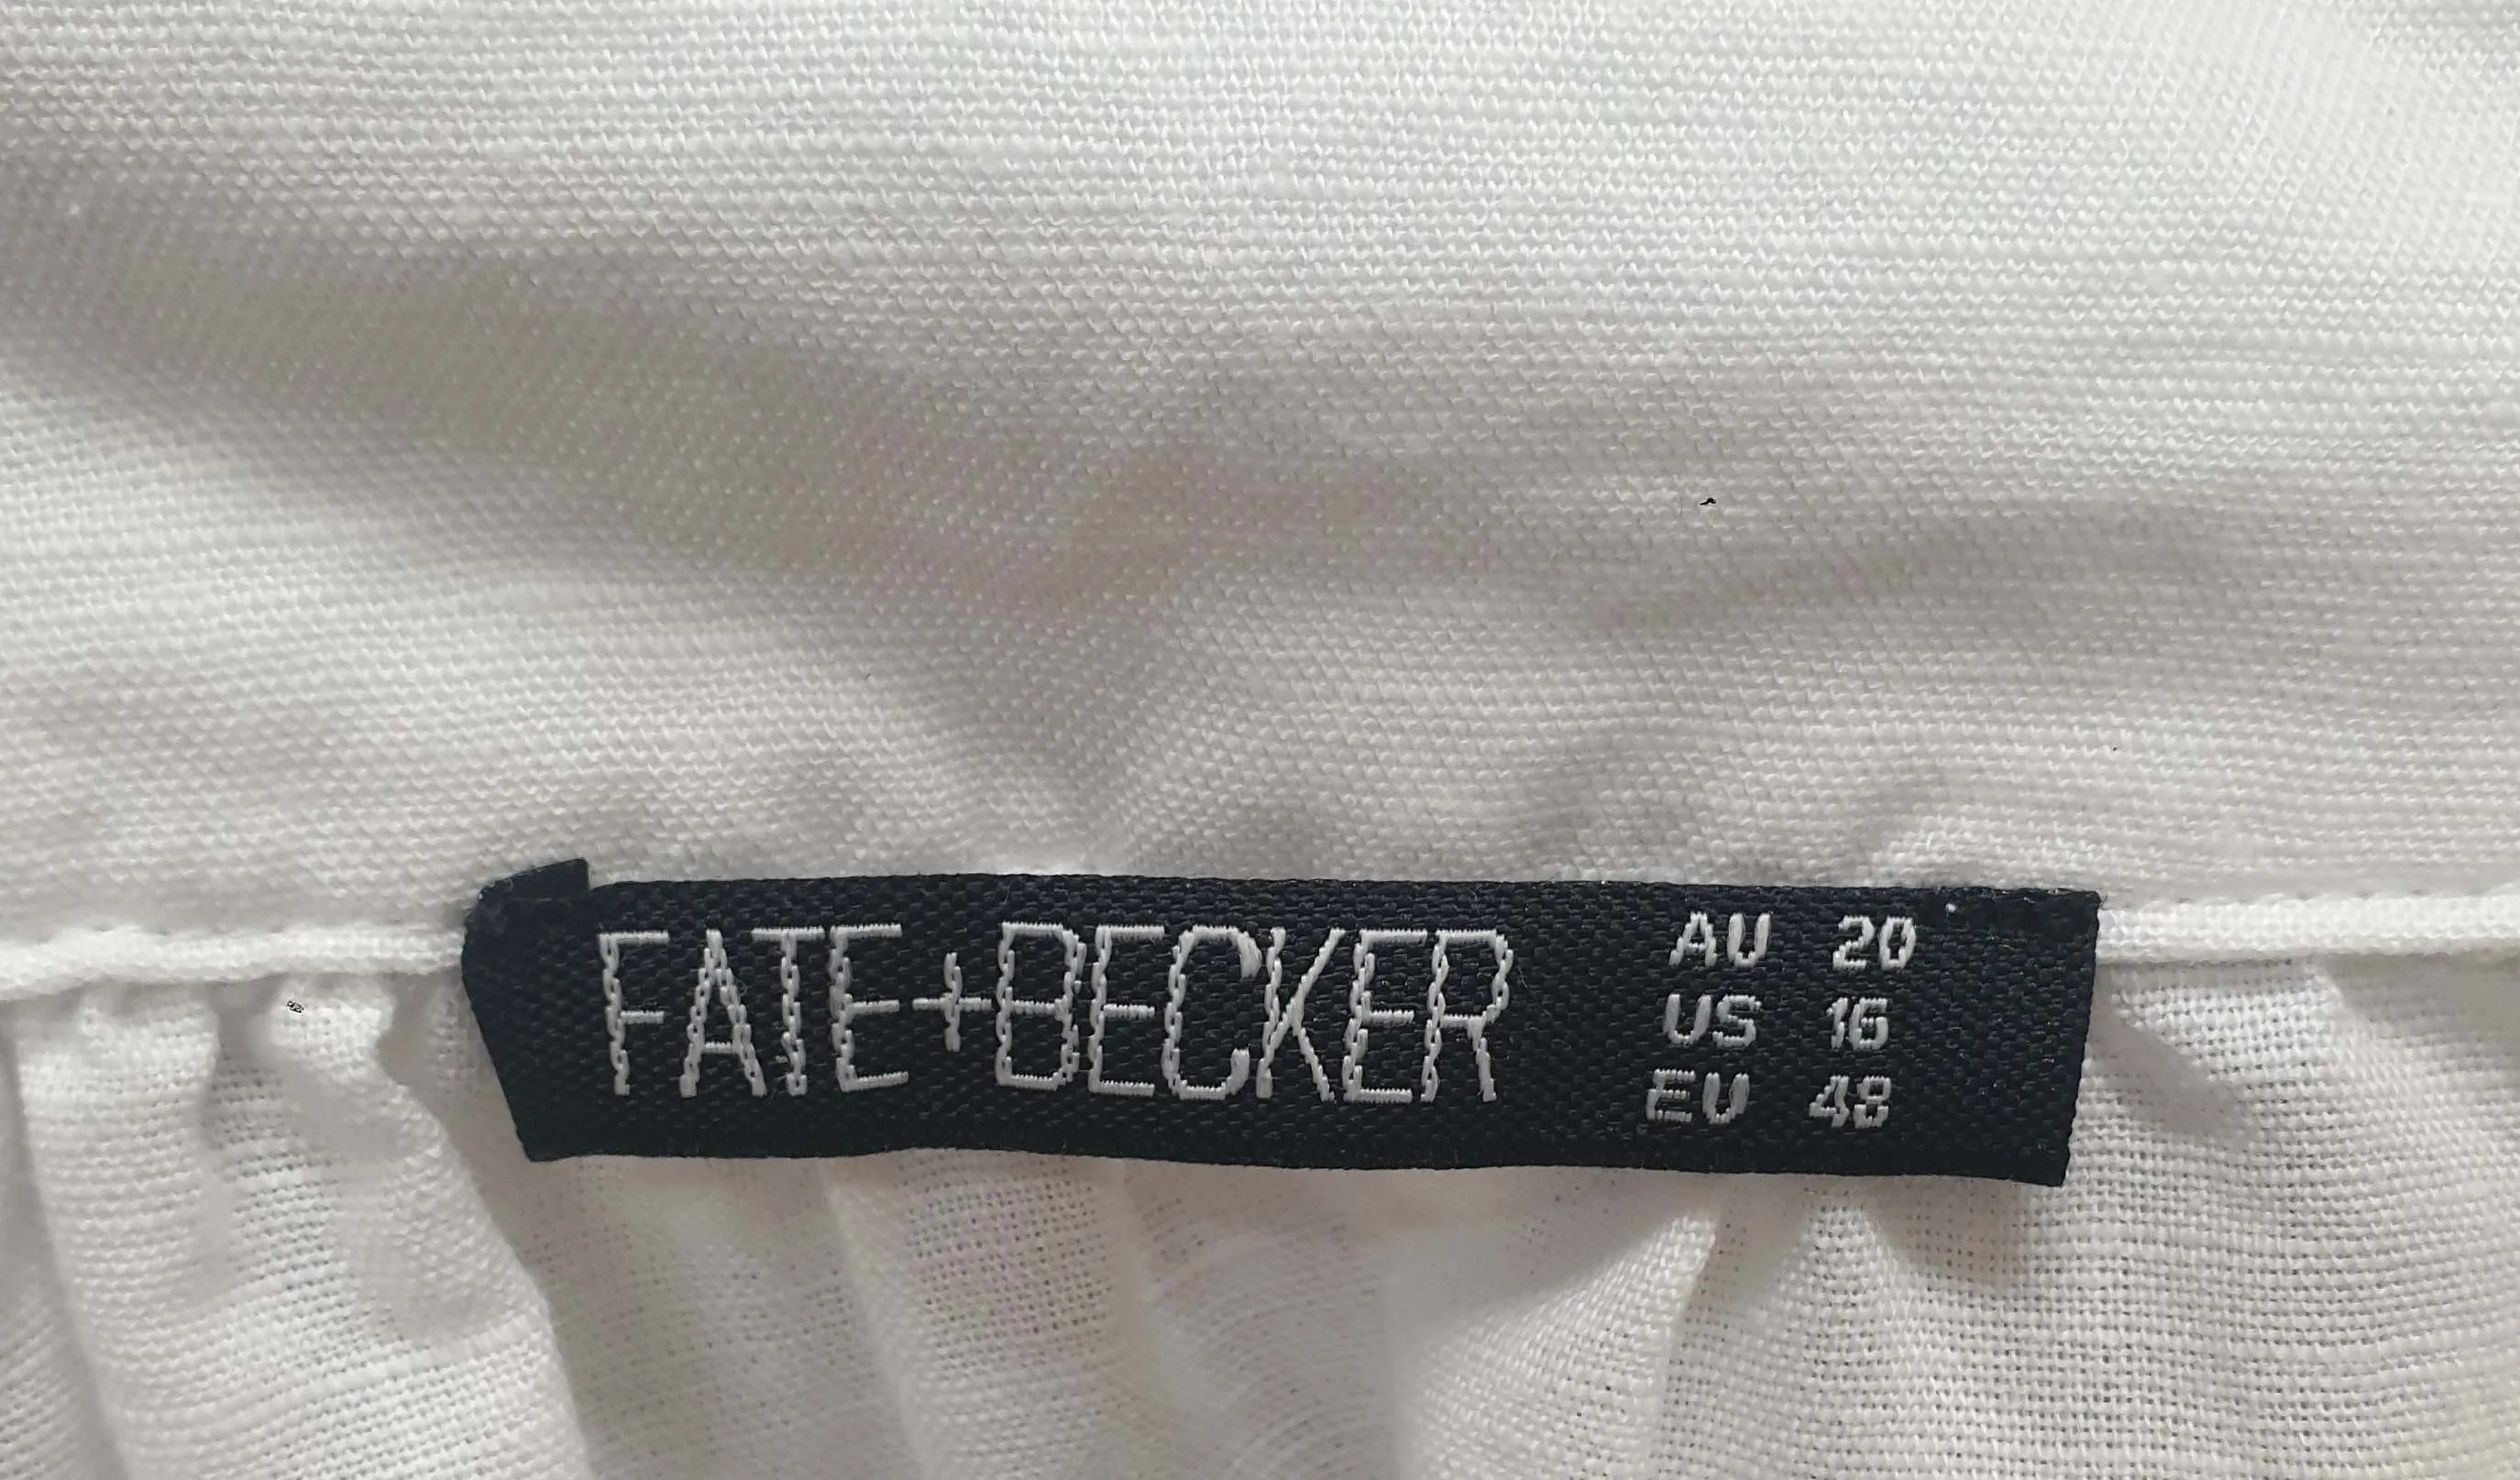 FATE+BECKER
AU 20
US 16
EU 48